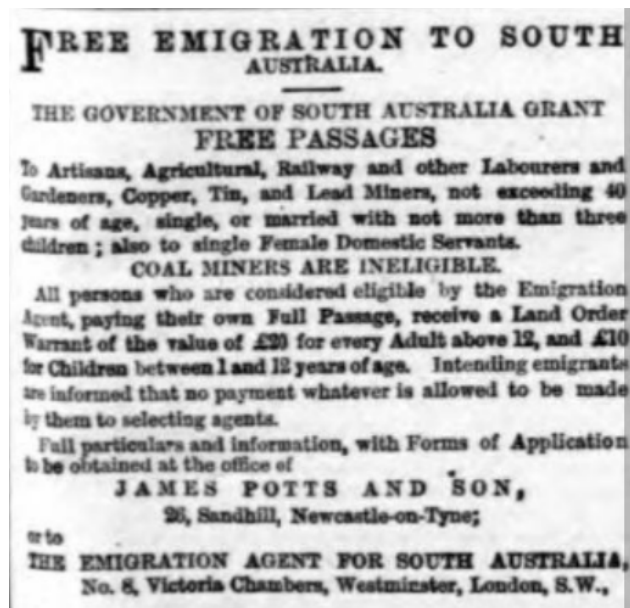 FREE EMIGRATION TO SOUTH
AUSTRALIA.
THE GOVERNMENT OF SOUTH AUSTRALIA GRANT
FREE PASSAGES
To Artisans, Agricultural, Railway and other Labourers and
Gardeners, Copper, Tin, and Lead Miners, not exceeding 40
years of age, single, or married with not more than three
children; also to single Female Domestic Servants.
COAL MINERS ARE INELIGIBLE.
All persons who are considered eligible by the Emigration
Agent, paying their own Full Passage, receive a Land Order
Warrant of the value of £20 for every Adult above 12, and £10
for Children between 1 and 12 years of age. Intending emigrants
are informed that no payment whatever is allowed to be made
by them to selecting agents.
Full particulars and information, with Forms of Application
to be obtained at the office of
JAMES POTTS AND SON,
26, Sandhill, Newcastle-on-Tyne;
or to
THE EMIGRATION AGENT FOR SOUTH AUSTRALIA,
No. 8, Victoria Chambers, Westminster, London, S.W.,